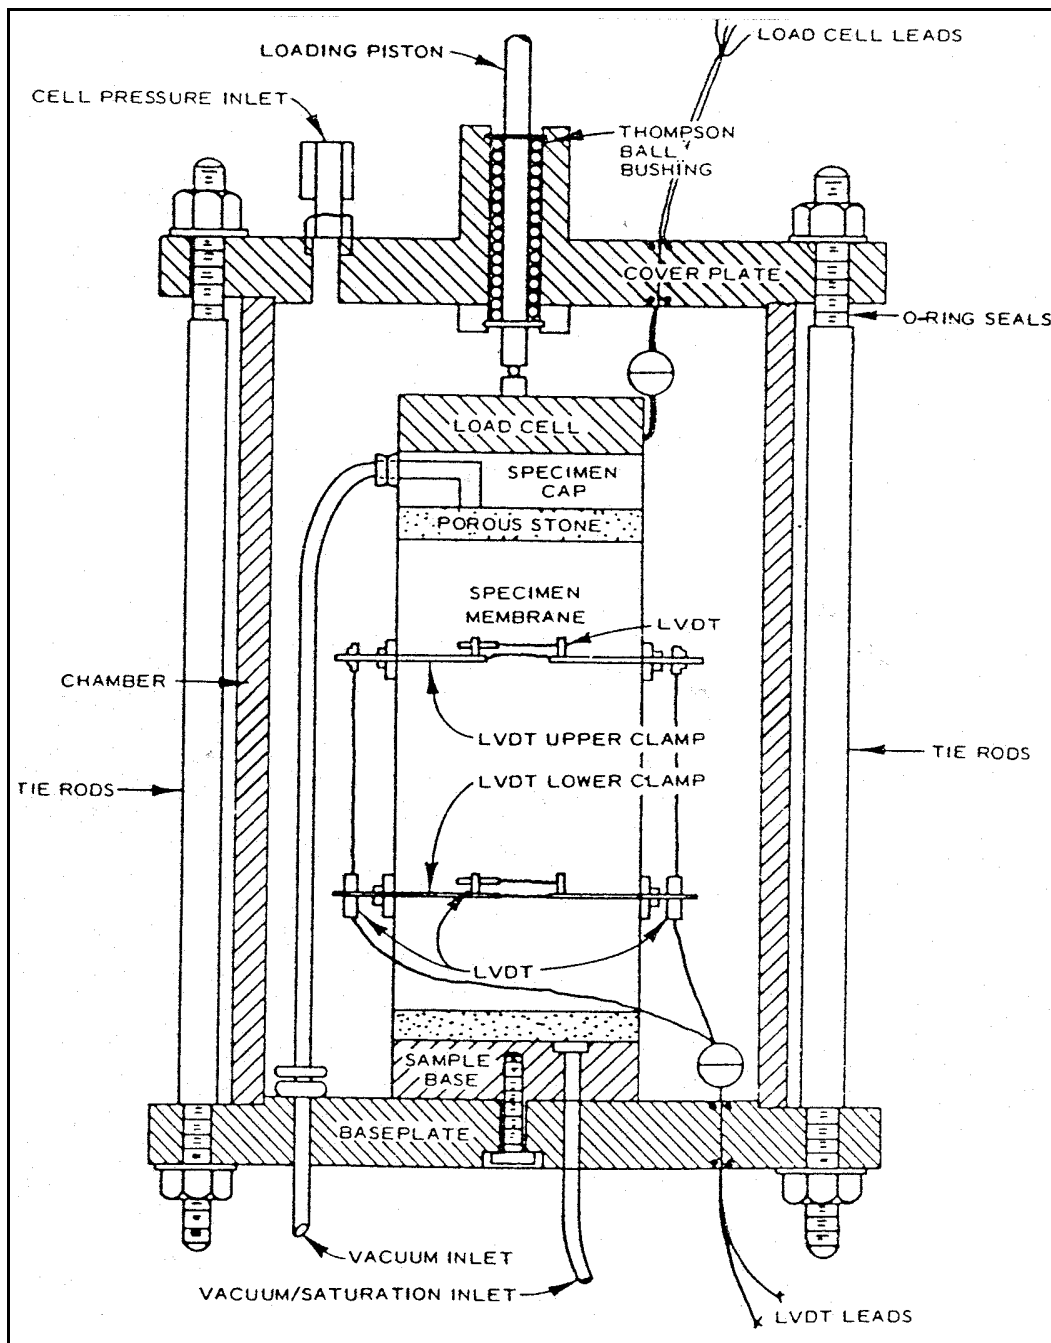 LOADING PISTON
LOAD CELL LEADS
CELL PRESSURE INLET
THOMPSON
BALL
BUSHING
COVER PLATE
O-RING SEALS
LOAD CELL
SPECIMEN
CAP
POROUS STONE
SPECIMEN
MEMBRANE
LVDT
CHAMBER
LVDT UPPER CLAMP
TIE RODS
LVDT LOWER CLAMP
TIE RODS
LVDT
SAMPLE
BASE
BASEPLATE
VACUUM INLET
VACUUM/SATURATION INLET
LVDT LEADS